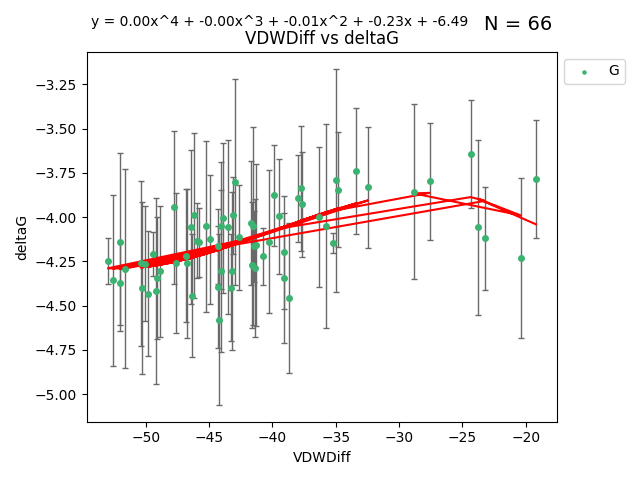 y = 0.00x^4 + -0.00x^3 + -0.01x^2 + -0.23x + -6.49
N = 66
VDWDiff vs deltaG
G
deltaG
−3.25
−3.50
−3.75
−4.00
−4.25
−4.50
−4.75
−5.00
−50
−45
−40
−35
−30
−25
−20
VDWDiff